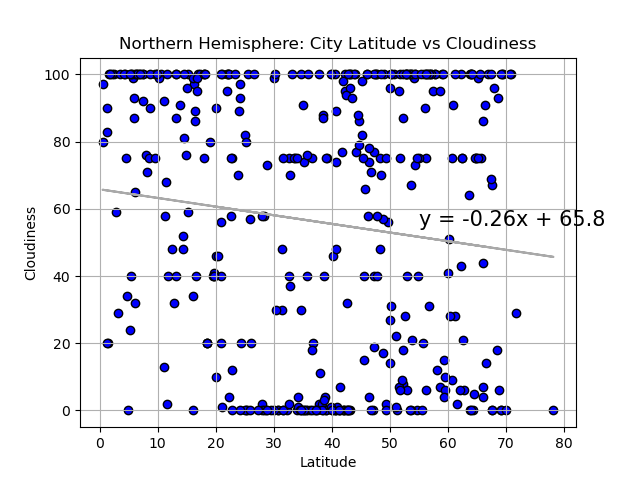 Northern Hemisphere: City Latitude vs Cloudiness
100
80
60
40
20
0
Cloudiness
y = -0.26x + 65.8
0 10 20 30 40 50 60 70 80
Latitude